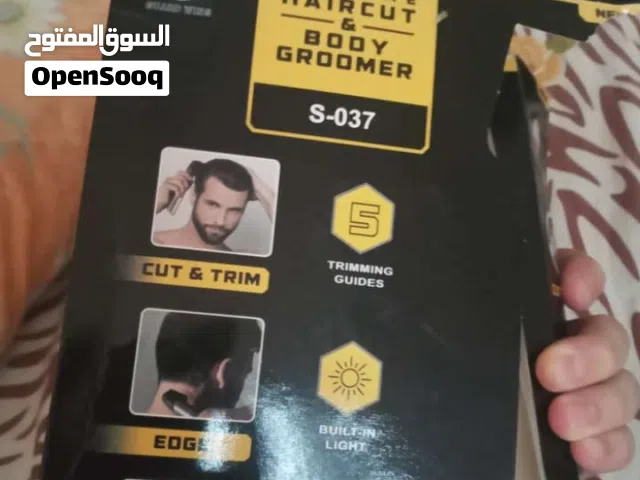 السوق المفتوح
OpenSooq
HAIRCUT
&
BODY
GROOMER
S-037
5
CUT & TRIM
TRIMMING
GUIDES
BUILT-IN
LIGHT